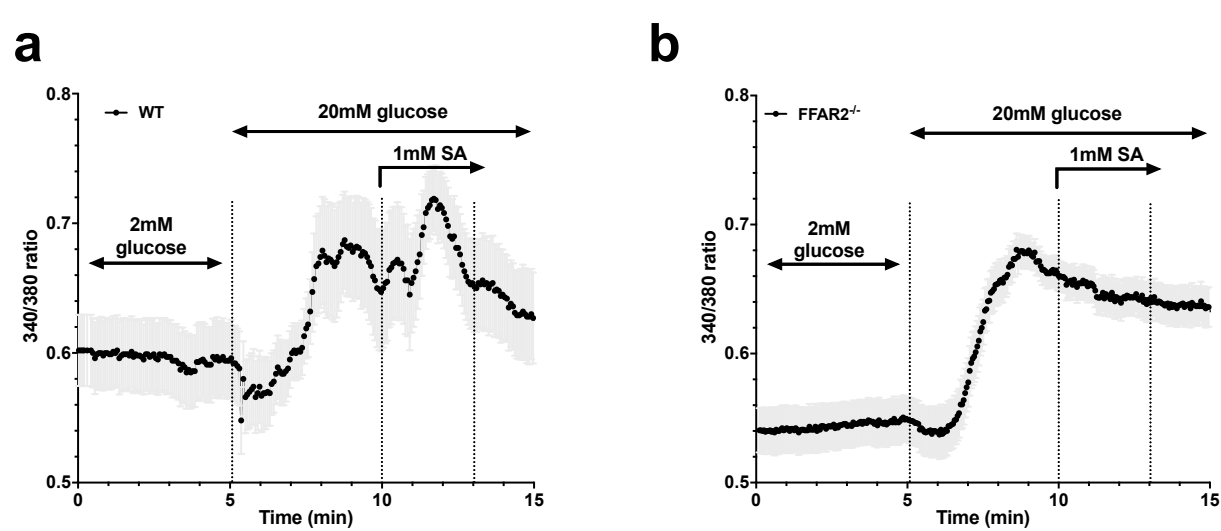 a
0.8
0.7
0.6
0.5
340/380 ratio
WT
20mM glucose
1mM SA
2mM
glucose
0
5
10
15
Time (min)
b
0.8
0.7
0.6
0.5
340/380 ratio
FFAR2-/-
20mM glucose
1mM SA
2mM
glucose
0
5
10
15
Time (min)